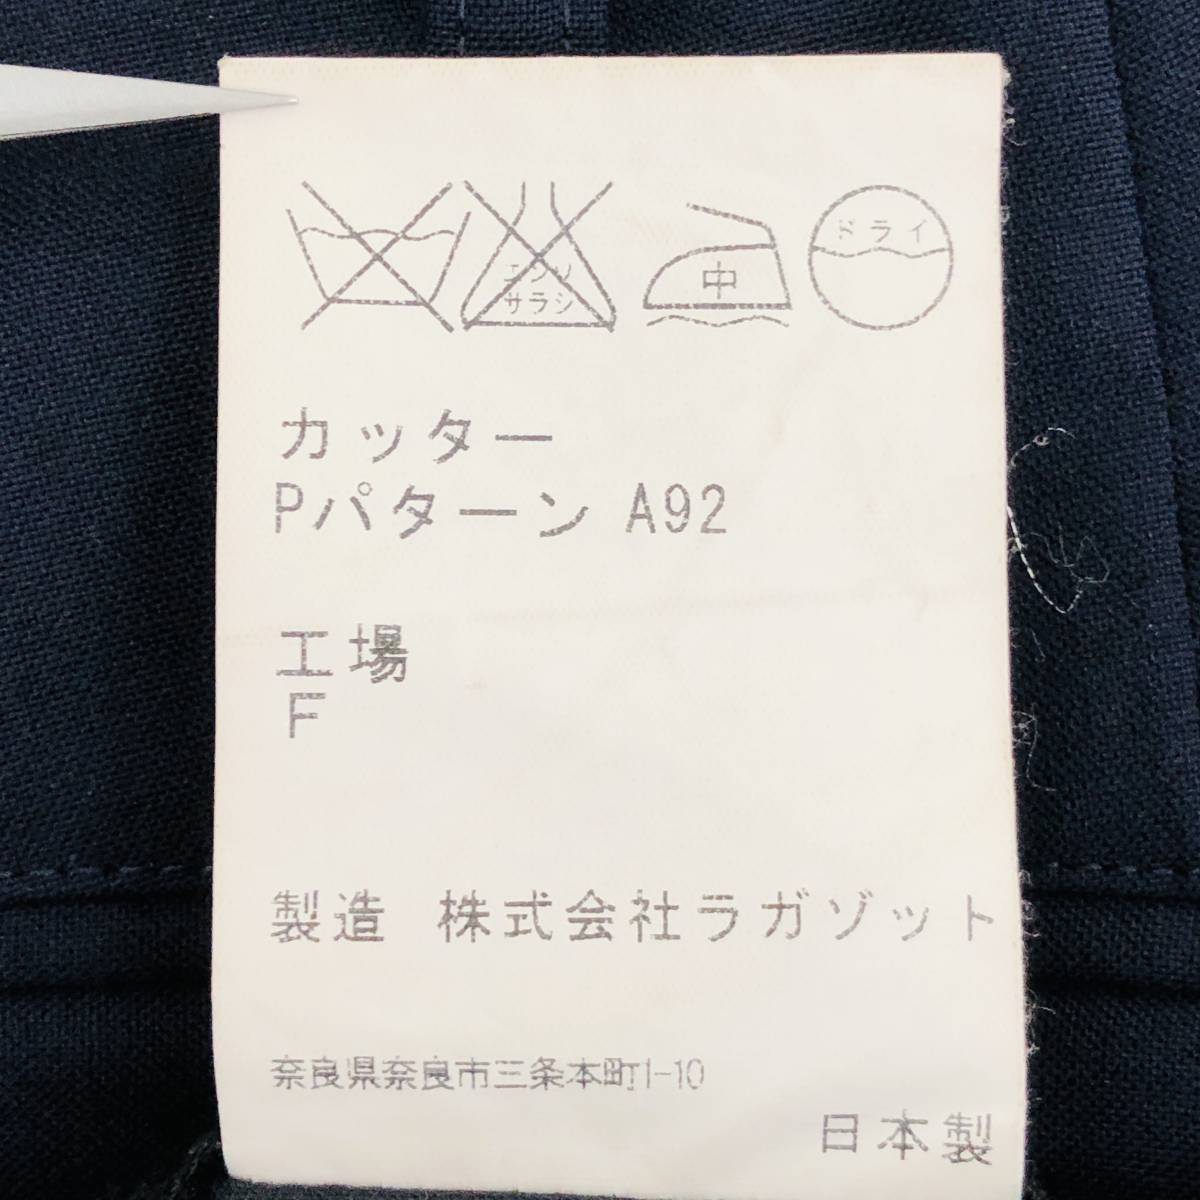 エンソ
サラシ
中
ドライ
カッター
Pパターン A92
工場
F
製造 株式会社ラガゾット
奈良県奈良市三条本町1-10
日本製